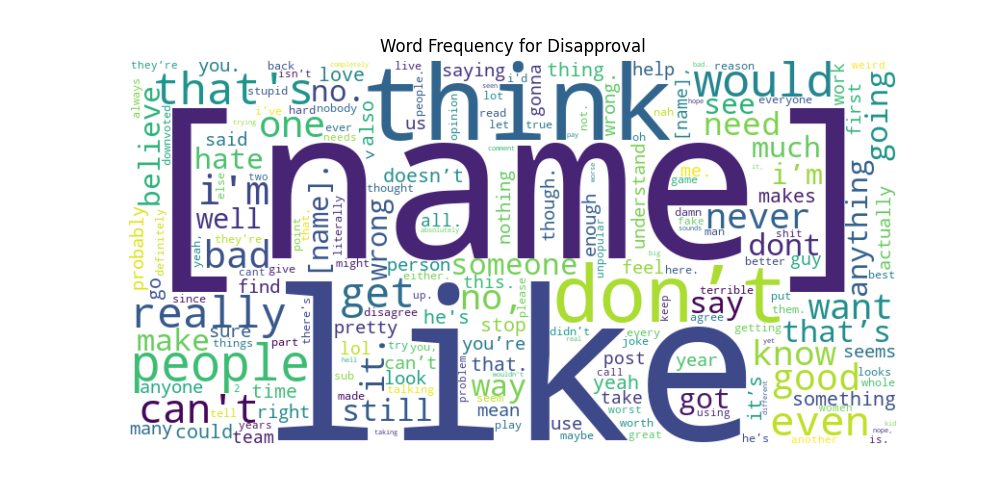 Word Frequency for Disapproval
they're you. back isn't live saying i'd thing. help would reason weird
always that's no. stupid love people. gonna oh bad. everyone work
believe downvoted i've hard nobody also us opinion lot read let true not. wrong. nah [name]. see hope first going
trying one ever needs v think seen pay need
said comment much
hate [name] doesn't nothing though. worse understand me. it, i'm anything actually
else two i'm thought game makes
probably go definitely well point that, [name]. literally wrong all. enough unpopular damn fake never
yeah, they're absolutely sounds man shit dont
bad might person someone big feel here. better guy best
cant give either. this. please terrible
since find up. get no, don't keep say put want
really there's disagree he's agree them. that's
things sure part pretty stop didn't every getting yet
make lol it. try you, you're joke know seems
people hell can't that. real year looks
anyone sub look problem wouldn't post call good whole
2 time made talking seem way yeah take using it's different something
can't tell right still like mean worst got women
many could years play use worth even kid
team taking maybe great he's another nope, is.